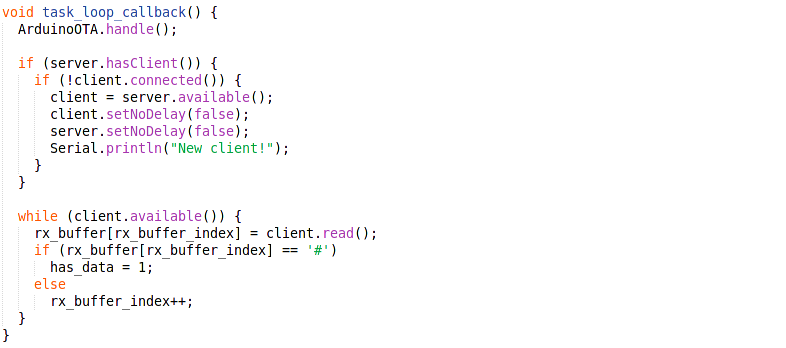 void task_loop_callback() {
  ArduinoOTA.handle();

  if (server.hasClient()) {
    if (!client.connected()) {
      client = server.available();
      client.setNoDelay(false);
      server.setNoDelay(false);
      Serial.println("New client!");
    }
  }

  while (client.available()) {
    rx_buffer[rx_buffer_index] = client.read();
    if (rx_buffer[rx_buffer_index] == '#')
      has_data = 1;
    else
      rx_buffer_index++;
  }
}